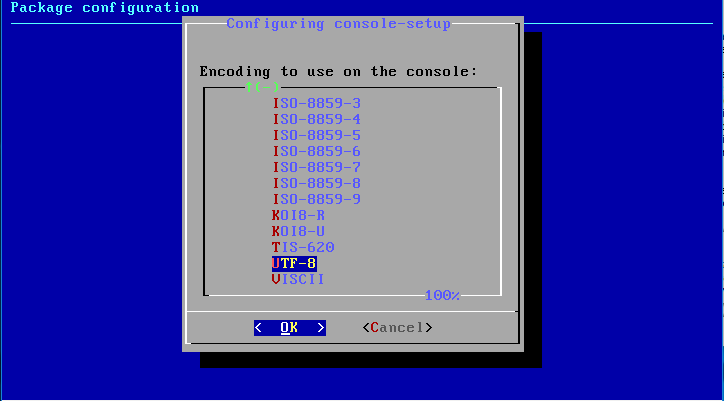 Package configuration
Configuring console-setup
Encoding to use on the console:
↑(-)
ISO-8859-3
ISO-8859-4
ISO-8859-5
ISO-8859-6
ISO-8859-7
ISO-8859-8
ISO-8859-9
KOI8-R
KOI8-U
TIS-620
UTF-8
VISCII
100%
< OK > <Cancel>